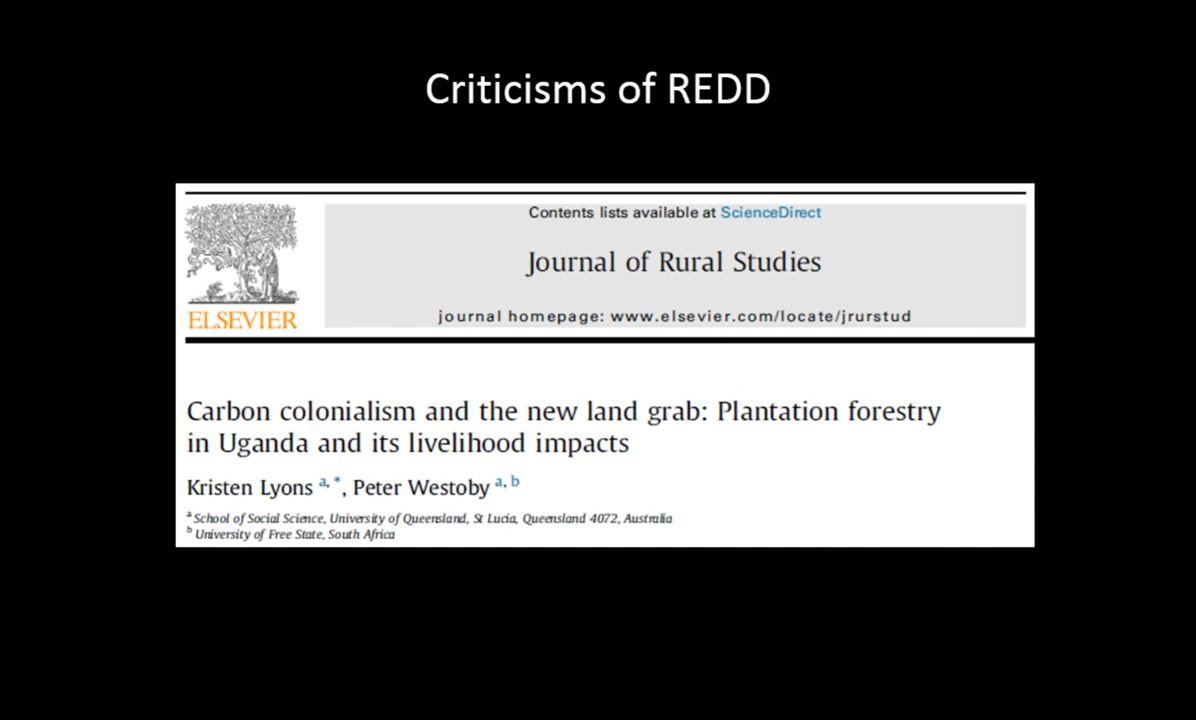 Criticisms of REDD
Contents lists available at ScienceDirect
Journal of Rural Studies
journal homepage: www.elsevier.com/locate/jrurstud
ELSEVIER
Carbon colonialism and the new land grab: Plantation forestry
in Uganda and its livelihood impacts
Kristen Lyons a, *, Peter Westoby a, b
a School of Social Science, University of Queensland, St Lucia, Queensland 4072, Australia
b University of Free State, South Africa